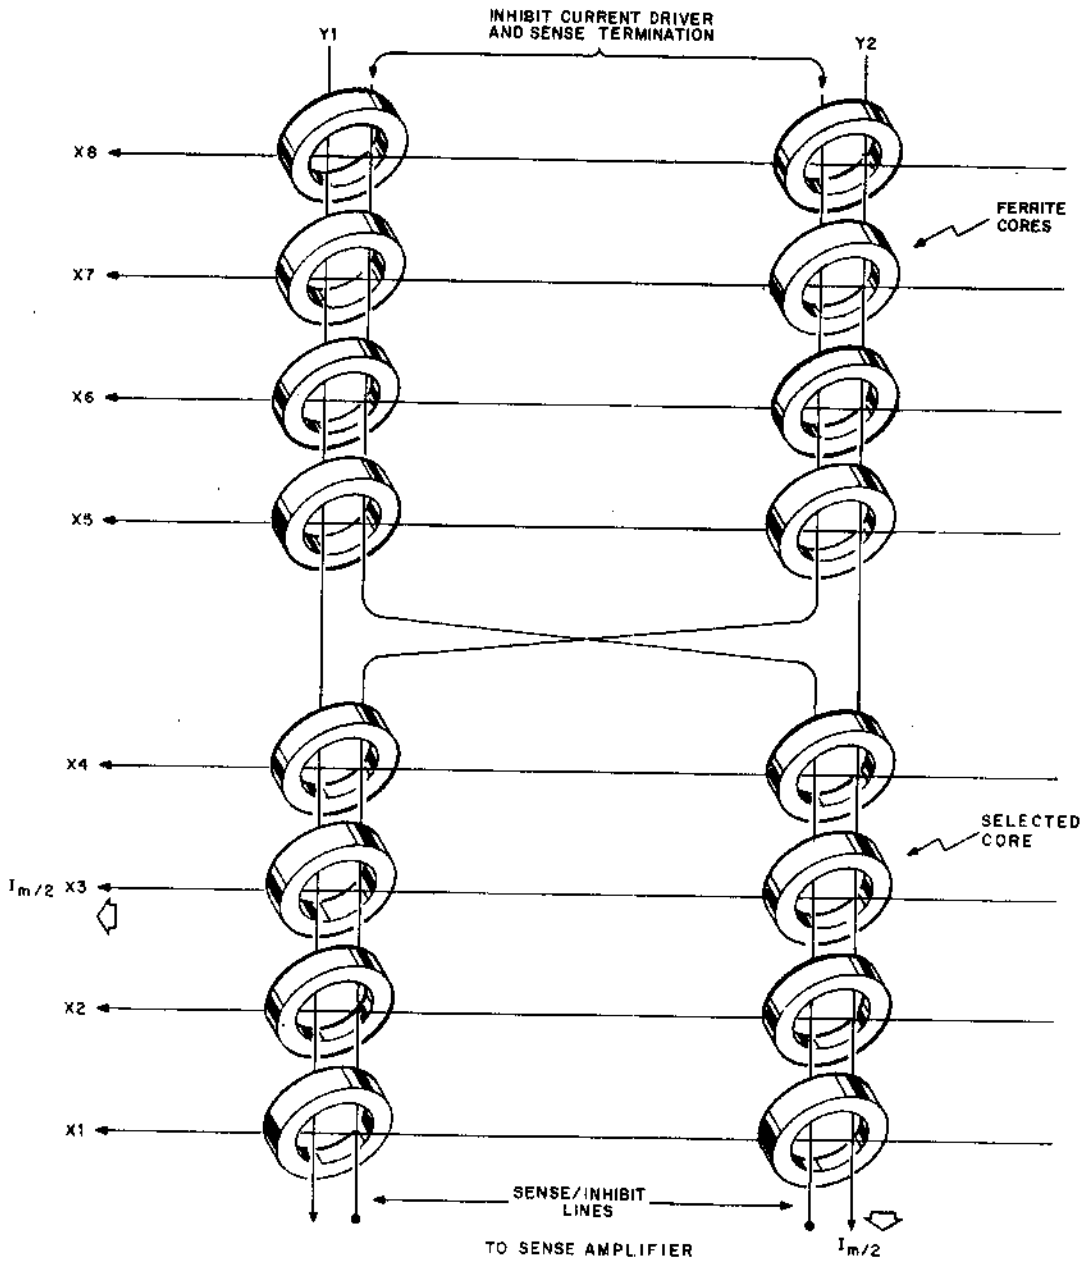 INHIBIT CURRENT DRIVER
AND SENSE TERMINATION
Y1
Y2
X8
FERRITE
CORES
X7
X6
X5
X4
SELECTED
CORE
Im/2 X3
X2
X1
SENSE/INHIBIT
LINES
TO SENSE AMPLIFIER
Im/2